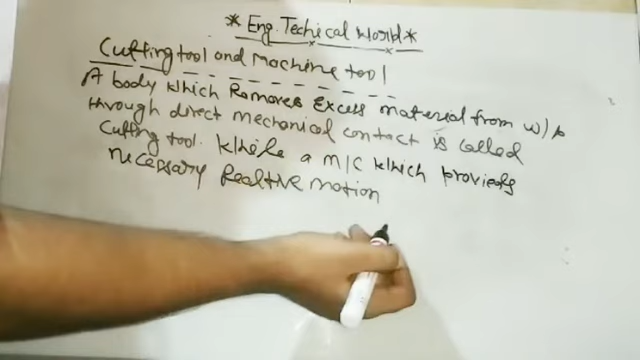 * Eng. Techical World *
Cutting tool and Machine tool
A body which Removes Excess material from w/p
through direct mechanical contact is called
Cutting tool. While a M/C which provieds
necessary Realtive motion